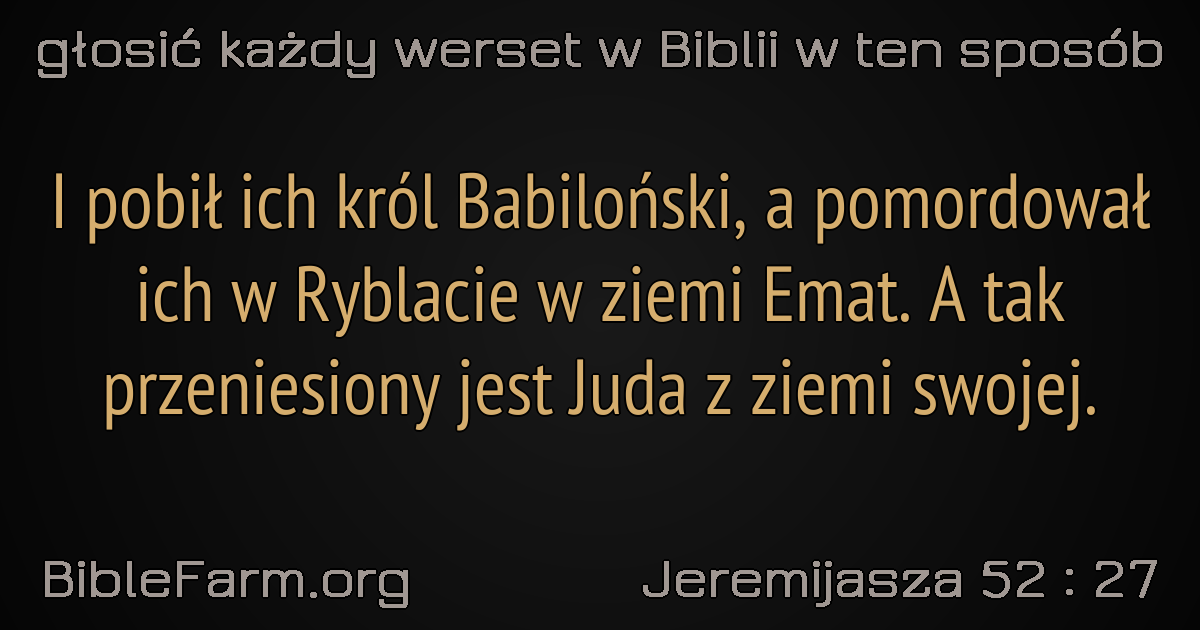 głosić każdy werset w Biblii w ten sposób
I pobił ich król Babiloński, a pomordował
ich w Ryblacie w ziemi Emat. A tak
przeniesiony jest Juda z ziemi swojej.
BibleFarm.org
Jeremijasza 52 : 27